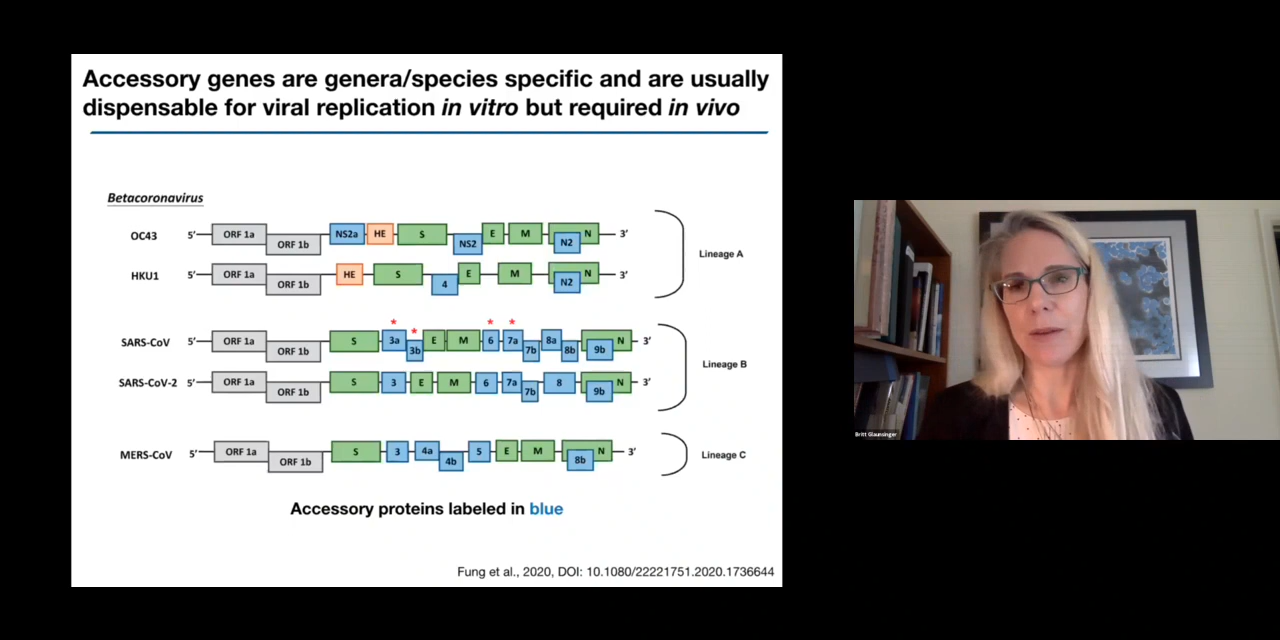 Accessory genes are genera/species specific and are usually
dispensable for viral replication in vitro but required in vivo
Betacoronavirus
OC43 5′ ORF 1a ORF 1b NS2a HE S NS2 E M N2 N 3′
Lineage A
HKU1 5′ ORF 1a ORF 1b HE S 4 E M N2 N 3′
* * * *
SARS-CoV 5′ ORF 1a ORF 1b S 3a 3b E M 6 7a 7b 8a 8b 9b N 3′
Lineage B
SARS-CoV-2 5′ ORF 1a ORF 1b S 3 E M 6 7a 7b 8 9b N 3′
MERS-CoV 5′ ORF 1a ORF 1b S 3 4a 4b 5 E M 8b N 3′
Lineage C
Accessory proteins labeled in blue
Fung et al., 2020, DOI: 10.1080/22221751.2020.1736644
Britt Glaunsinger